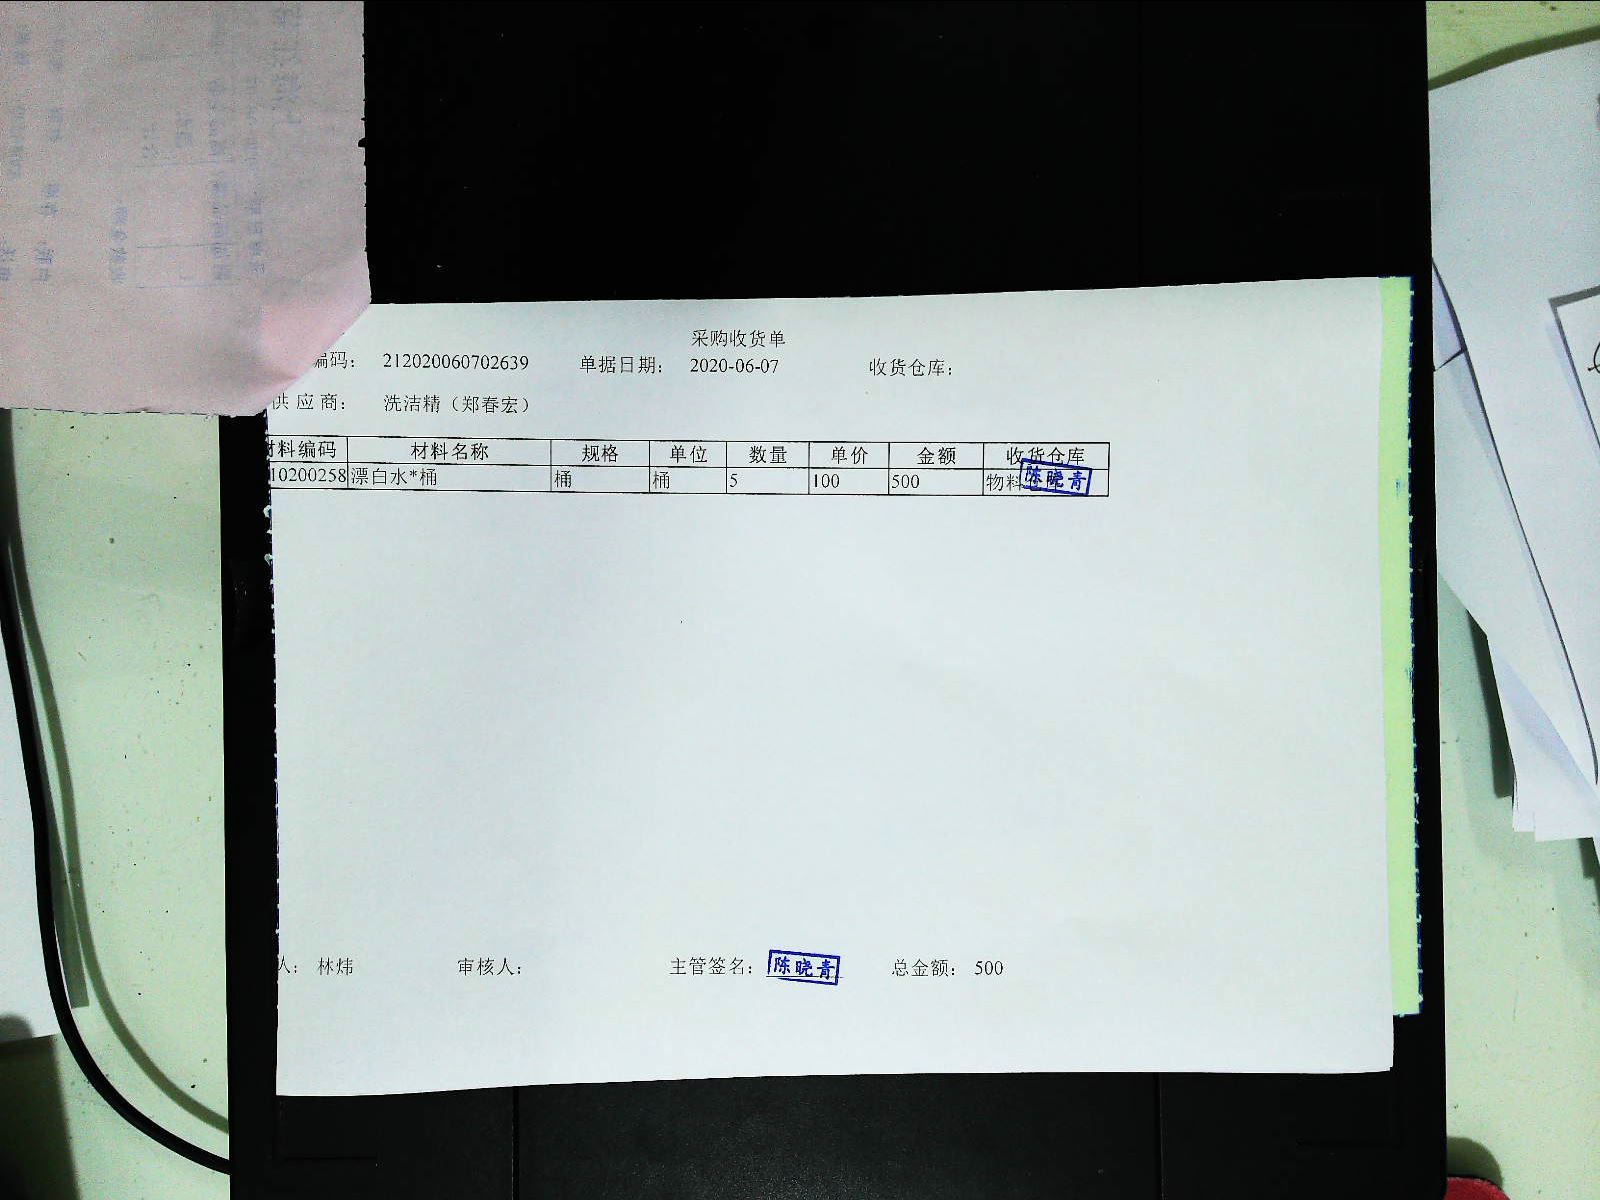 采购收货单
编码： 212020060702639 单据日期： 2020-06-07 收货仓库：
供应商： 洗洁精（郑春宏）
材料编码 材料名称 规格 单位 数量 单价 金额 收货仓库
10200258 漂白水*桶 桶 桶 5 100 500 物料 陈晓青
人： 林炜 审核人： 主管签名： 陈晓青 总金额： 500